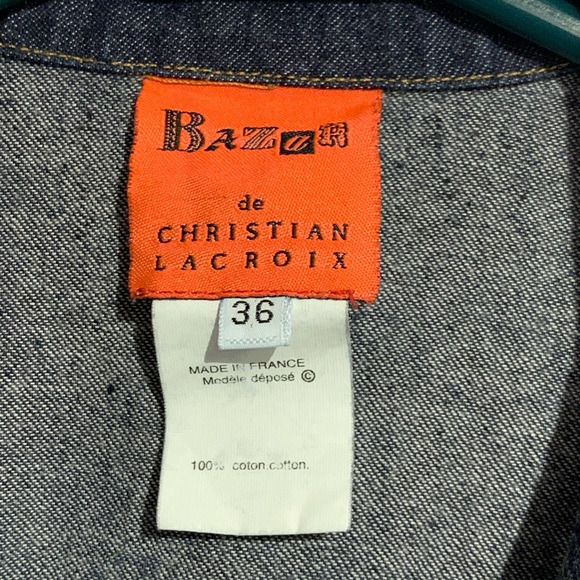 BAZaR
de
CHRISTIAN
LACROIX
36
MADE IN FRANCE
Modèle déposé ©
100% coton.cotton.